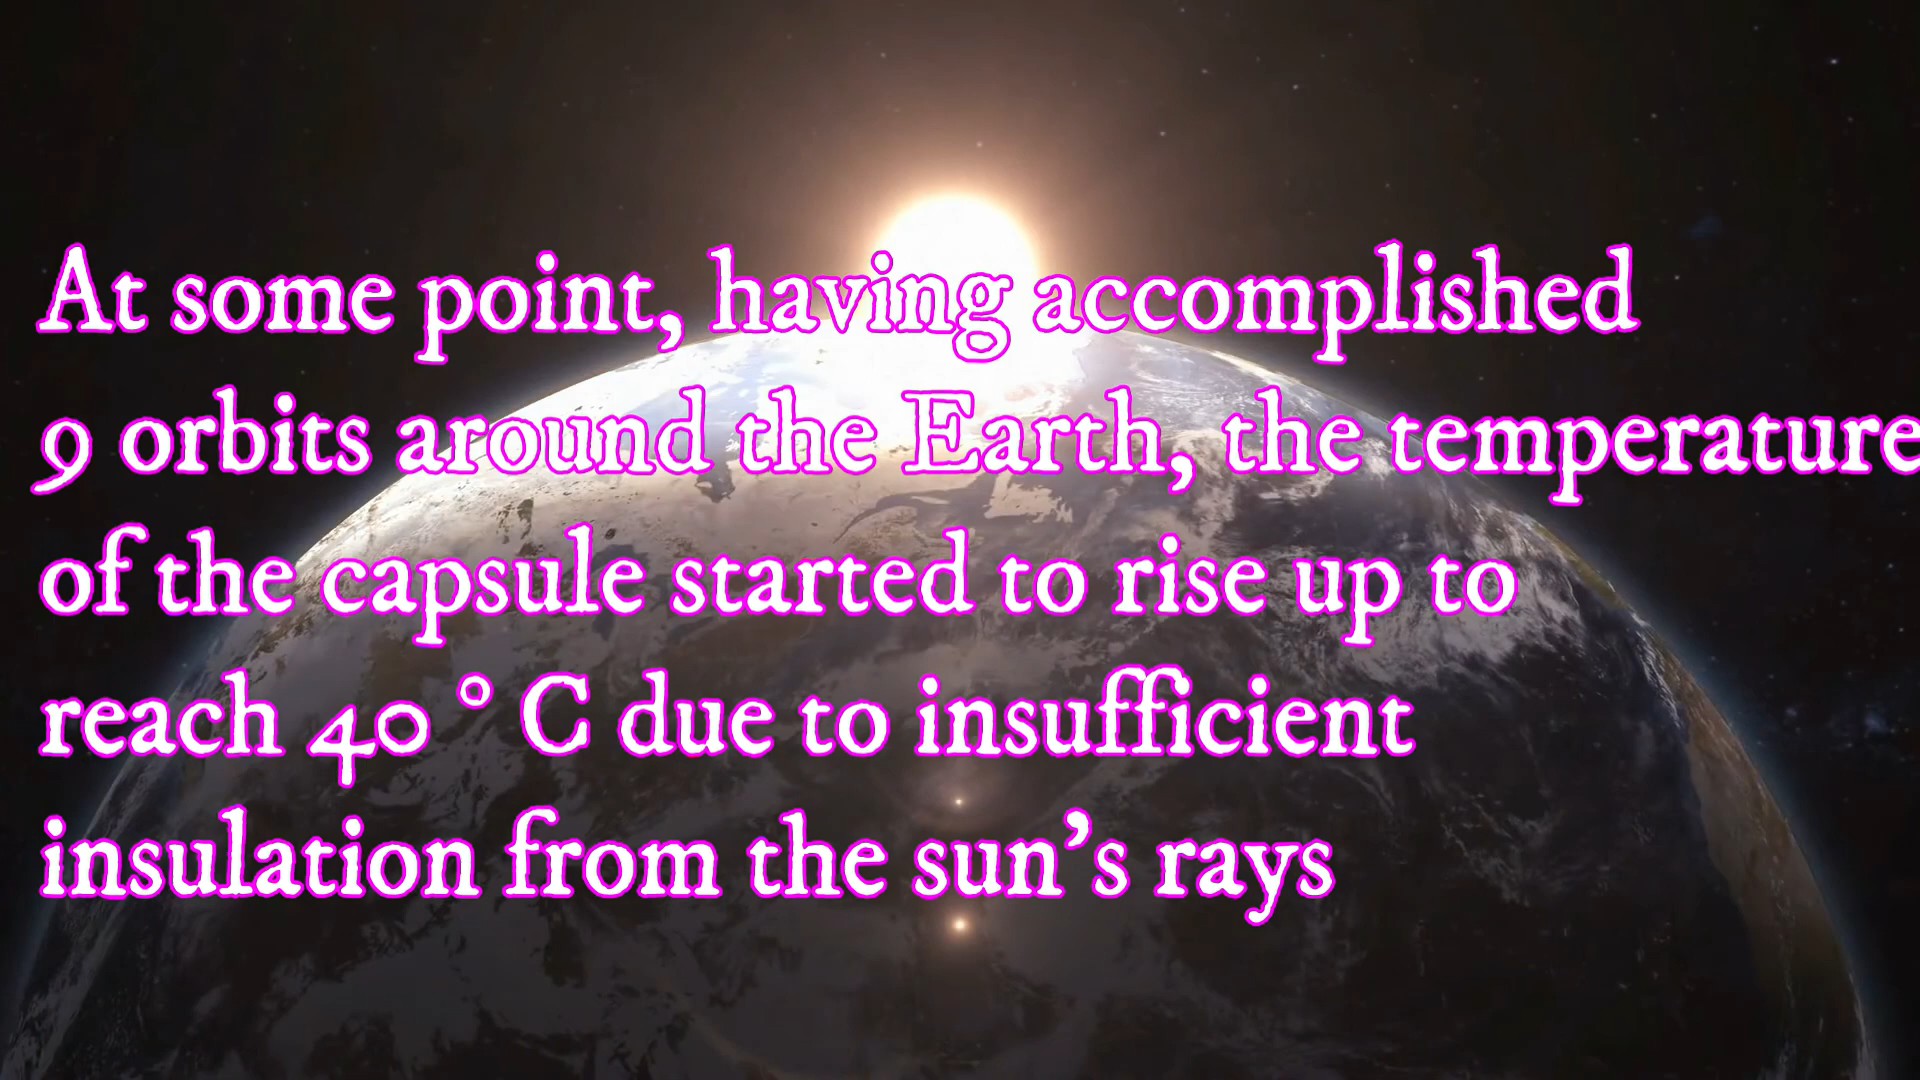 At some point, having accomplished
9 orbits around the Earth, the temperature
of the capsule started to rise up to
reach 40 ° C due to insufficient
insulation from the sun's rays